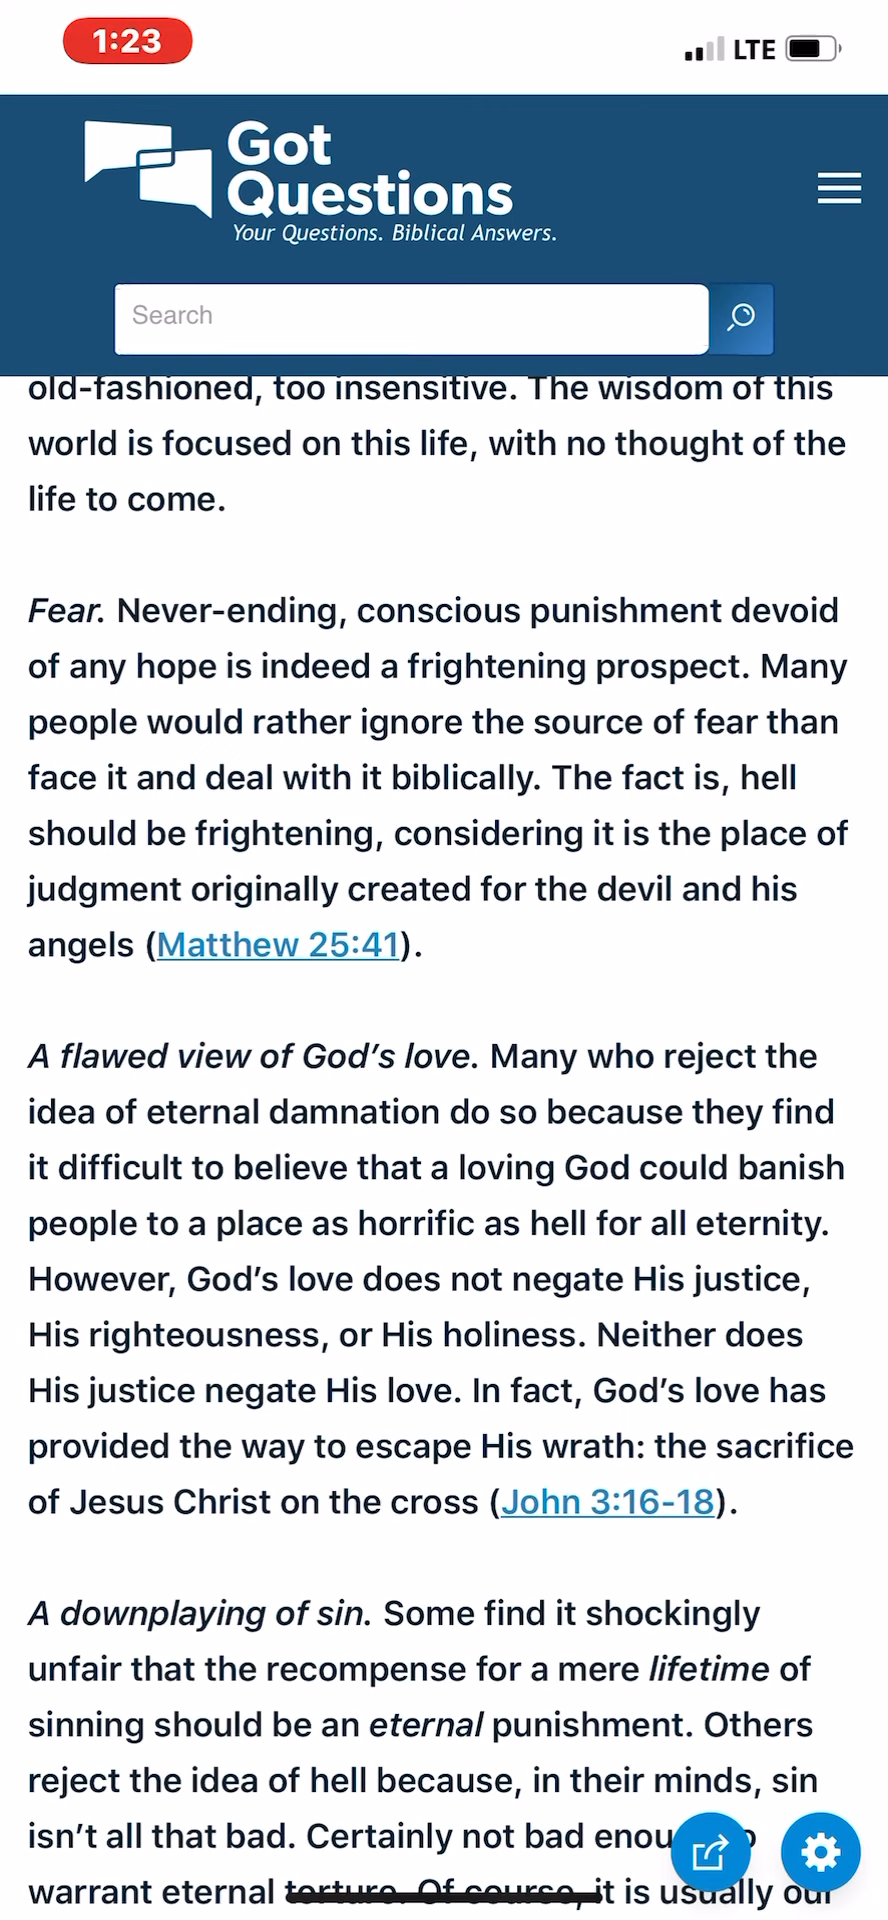 1:23
LTE
Got
Questions
Your Questions. Biblical Answers.
Search
old-fashioned, too insensitive. The wisdom of this
world is focused on this life, with no thought of the
life to come.
Fear. Never-ending, conscious punishment devoid
of any hope is indeed a frightening prospect. Many
people would rather ignore the source of fear than
face it and deal with it biblically. The fact is, hell
should be frightening, considering it is the place of
judgment originally created for the devil and his
angels (Matthew 25:41).
A flawed view of God’s love. Many who reject the
idea of eternal damnation do so because they find
it difficult to believe that a loving God could banish
people to a place as horrific as hell for all eternity.
However, God’s love does not negate His justice,
His righteousness, or His holiness. Neither does
His justice negate His love. In fact, God’s love has
provided the way to escape His wrath: the sacrifice
of Jesus Christ on the cross (John 3:16-18).
A downplaying of sin. Some find it shockingly
unfair that the recompense for a mere lifetime of
sinning should be an eternal punishment. Others
reject the idea of hell because, in their minds, sin
isn’t all that bad. Certainly not bad
warrant eternal torture. Of course, it is usually our